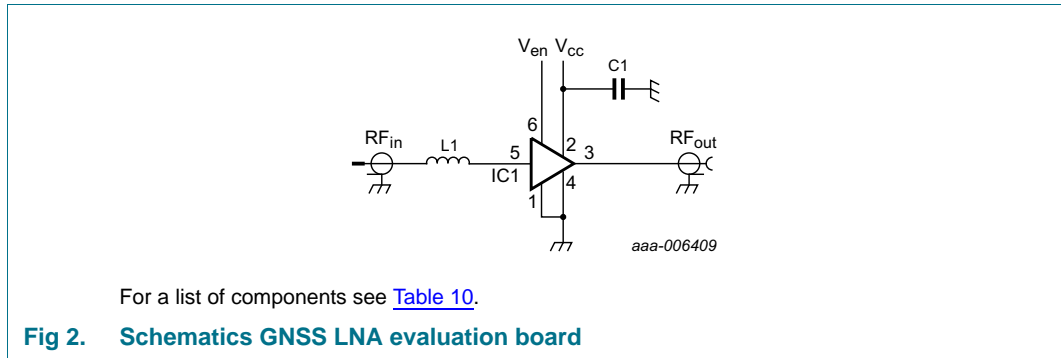 Ven Vcc
C1
6
RFin L1 5 2 3 RFout
IC1 4
1
aaa-006409
For a list of components see Table 10.
Fig 2. Schematics GNSS LNA evaluation board